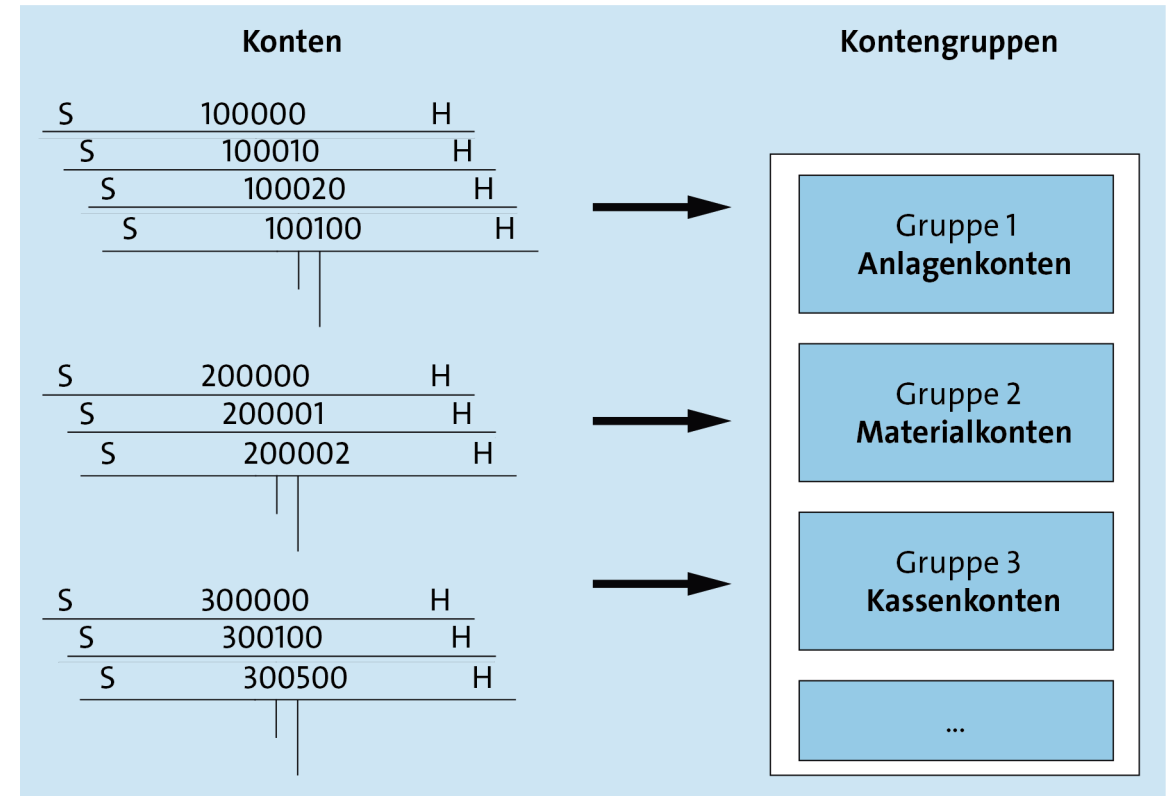 Konten
S 100000 H
S 100010 H
S 100020 H
S 100100 H
S 200000 H
S 200001 H
S 200002 H
S 300000 H
S 300100 H
S 300500 H
Kontengruppen
Gruppe 1
Anlagenkonten
Gruppe 2
Materialkonten
Gruppe 3
Kassenkonten
...